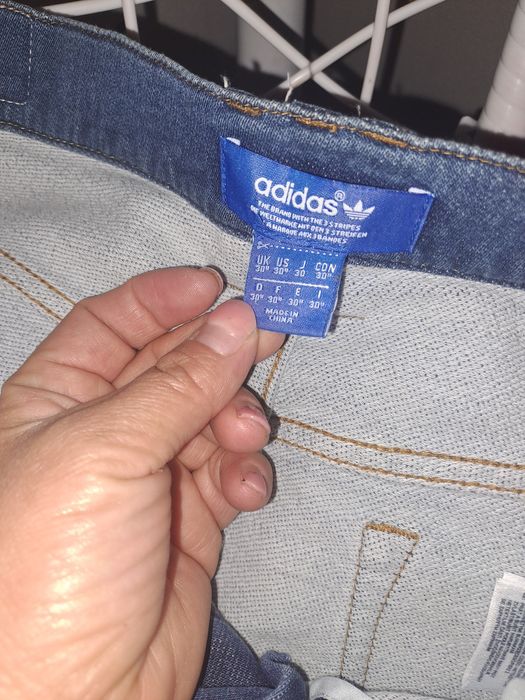 adidas®
THE BRAND WITH THE 3 STRIPES
DIE WELTMARKE MIT DEN 3 STREIFEN
LA MARQUE AUX 3 BANDES
UK US J CON
30" 30" 30 30"
D F E I
30" 30" 30" 30"
MADE IN
CHINA